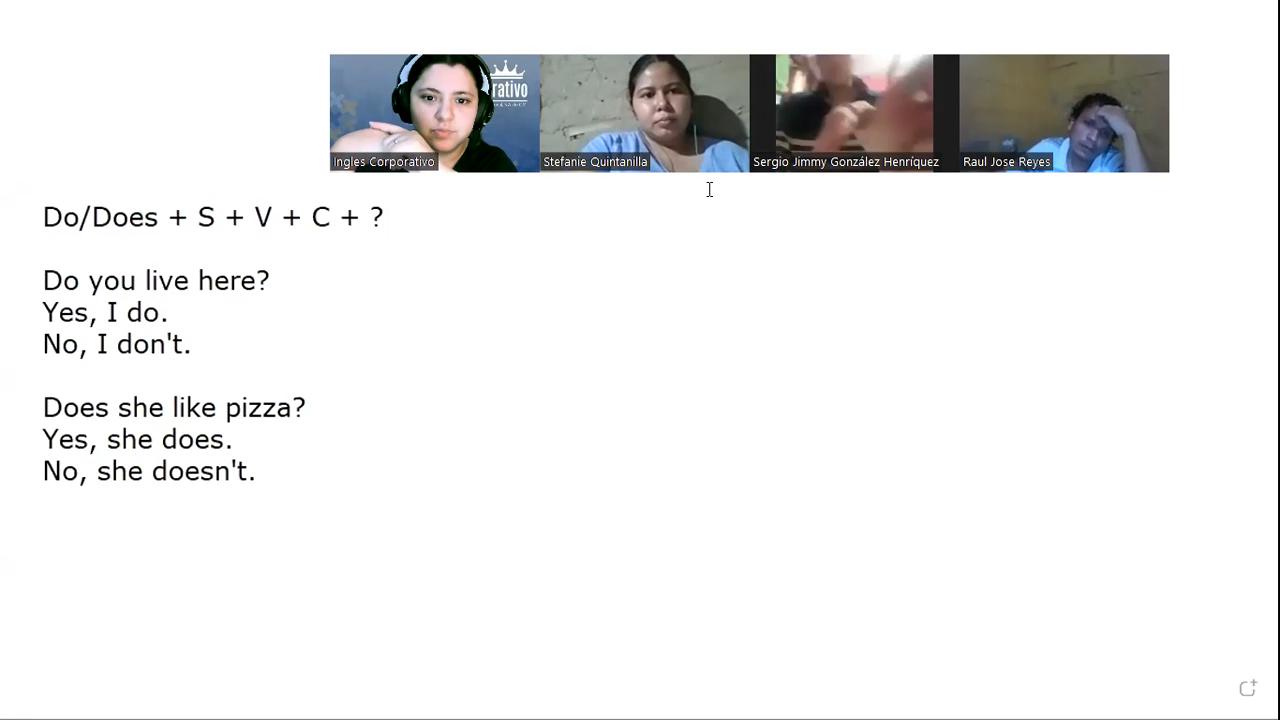 rativo
Ingles Corporativo
Stefanie Quintanilla
Sergio Jimmy González Henríquez
Raul Jose Reyes
Do/Does + S + V + C + ?
Do you live here?
Yes, I do.
No, I don't.
Does she like pizza?
Yes, she does.
No, she doesn't.